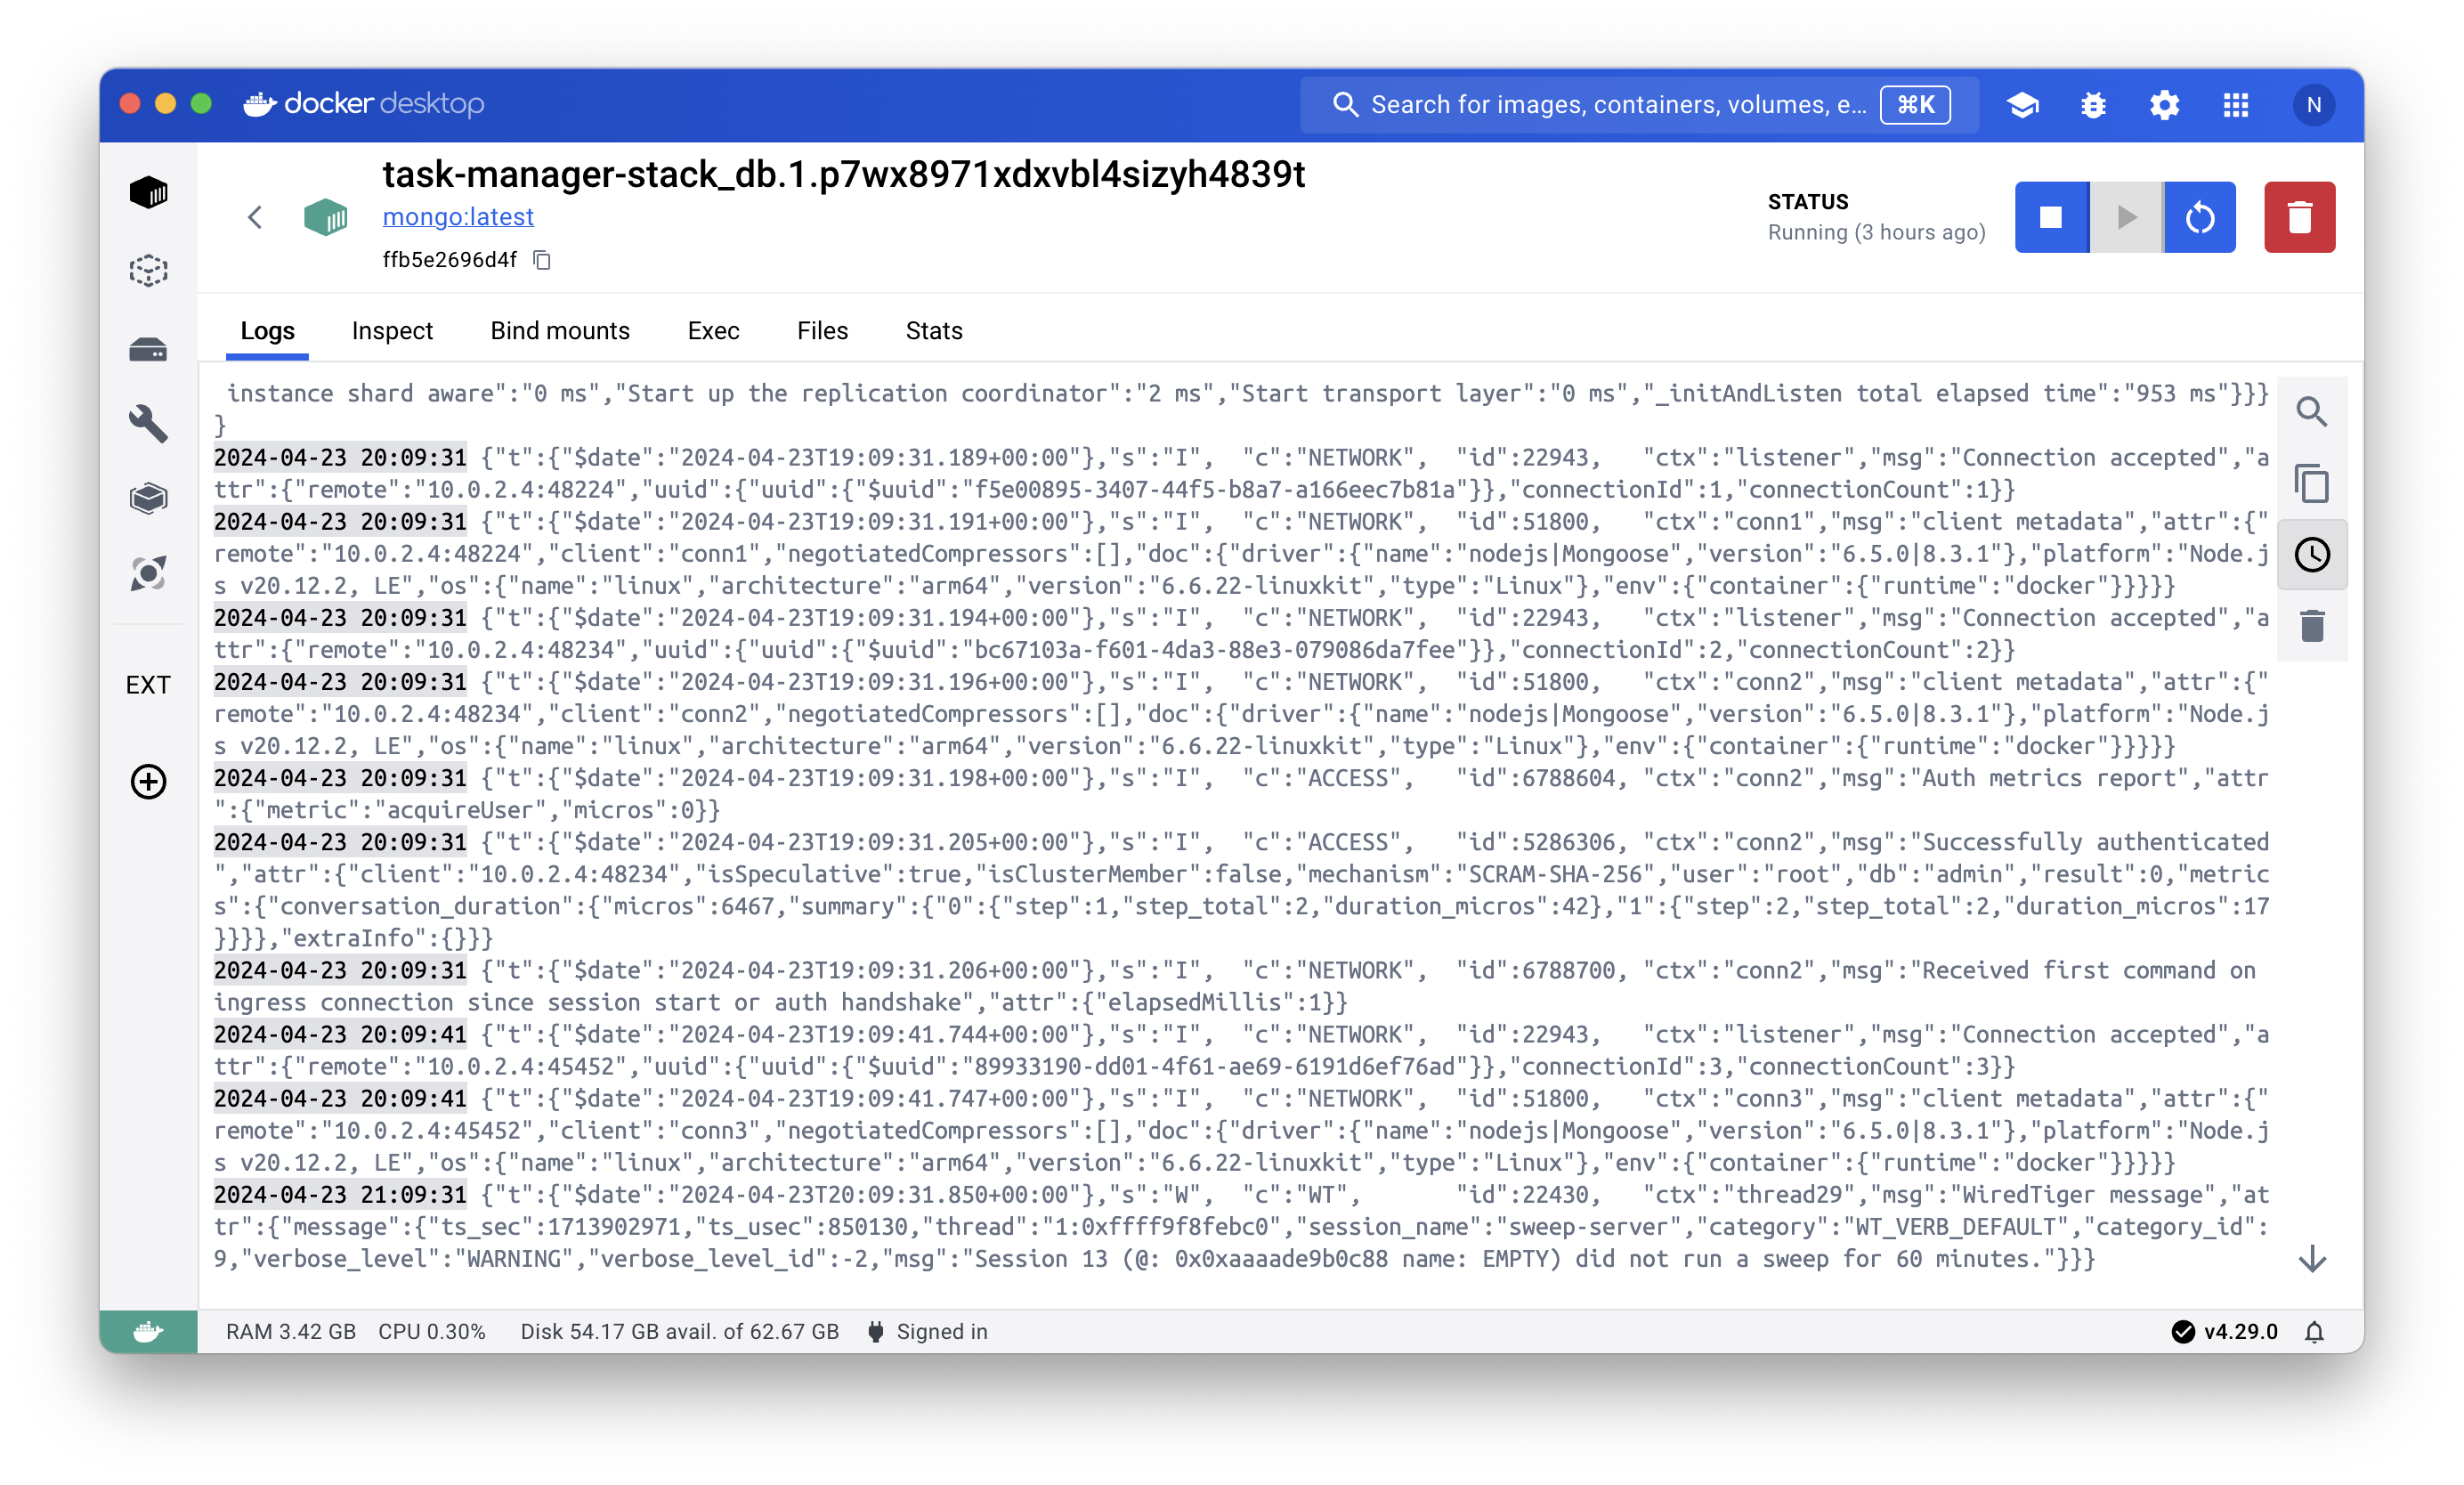 docker desktop
Search for images, containers, volumes, e... ⌘K
N
task-manager-stack_db.1.p7wx8971xdxvbl4sizyh4839t
mongo:latest
ffb5e2696d4f
STATUS
Running (3 hours ago)
Logs Inspect Bind mounts Exec Files Stats
EXT
instance shard aware":"0 ms","Start up the replication coordinator":"2 ms","Start transport layer":"0 ms","_initAndListen total elapsed time":"953 ms"}}}
}
2024-04-23 20:09:31 {"t":{"$date":"2024-04-23T19:09:31.189+00:00"},"s":"I", "c":"NETWORK", "id":22943, "ctx":"listener","msg":"Connection accepted","a
ttr":{"remote":"10.0.2.4:48224","uuid":{"uuid":{"$uuid":"f5e00895-3407-44f5-b8a7-a166eec7b81a"}},"connectionId":1,"connectionCount":1}}
2024-04-23 20:09:31 {"t":{"$date":"2024-04-23T19:09:31.191+00:00"},"s":"I", "c":"NETWORK", "id":51800, "ctx":"conn1","msg":"client metadata","attr":{"
remote":"10.0.2.4:48224","client":"conn1","negotiatedCompressors":[],"doc":{"driver":{"name":"nodejs|Mongoose","version":"6.5.0|8.3.1"},"platform":"Node.j
s v20.12.2, LE","os":{"name":"linux","architecture":"arm64","version":"6.6.22-linuxkit","type":"Linux"},"env":{"container":{"runtime":"docker"}}}}}
2024-04-23 20:09:31 {"t":{"$date":"2024-04-23T19:09:31.194+00:00"},"s":"I", "c":"NETWORK", "id":22943, "ctx":"listener","msg":"Connection accepted","a
ttr":{"remote":"10.0.2.4:48234","uuid":{"uuid":{"$uuid":"bc67103a-f601-4da3-88e3-079086da7fee"}},"connectionId":2,"connectionCount":2}}
2024-04-23 20:09:31 {"t":{"$date":"2024-04-23T19:09:31.196+00:00"},"s":"I", "c":"NETWORK", "id":51800, "ctx":"conn2","msg":"client metadata","attr":{"
remote":"10.0.2.4:48234","client":"conn2","negotiatedCompressors":[],"doc":{"driver":{"name":"nodejs|Mongoose","version":"6.5.0|8.3.1"},"platform":"Node.j
s v20.12.2, LE","os":{"name":"linux","architecture":"arm64","version":"6.6.22-linuxkit","type":"Linux"},"env":{"container":{"runtime":"docker"}}}}}
2024-04-23 20:09:31 {"t":{"$date":"2024-04-23T19:09:31.198+00:00"},"s":"I", "c":"ACCESS", "id":6788604, "ctx":"conn2","msg":"Auth metrics report","attr
":{"metric":"acquireUser","micros":0}}
2024-04-23 20:09:31 {"t":{"$date":"2024-04-23T19:09:31.205+00:00"},"s":"I", "c":"ACCESS", "id":5286306, "ctx":"conn2","msg":"Successfully authenticated
","attr":{"client":"10.0.2.4:48234","isSpeculative":true,"isClusterMember":false,"mechanism":"SCRAM-SHA-256","user":"root","db":"admin","result":0,"metric
s":{"conversation_duration":{"micros":6467,"summary":{"0":{"step":1,"step_total":2,"duration_micros":42},"1":{"step":2,"step_total":2,"duration_micros":17
}}}},"extraInfo":{}}}
2024-04-23 20:09:31 {"t":{"$date":"2024-04-23T19:09:31.206+00:00"},"s":"I", "c":"NETWORK", "id":6788700, "ctx":"conn2","msg":"Received first command on
ingress connection since session start or auth handshake","attr":{"elapsedMillis":1}}
2024-04-23 20:09:41 {"t":{"$date":"2024-04-23T19:09:41.744+00:00"},"s":"I", "c":"NETWORK", "id":22943, "ctx":"listener","msg":"Connection accepted","a
ttr":{"remote":"10.0.2.4:45452","uuid":{"uuid":{"$uuid":"89933190-dd01-4f61-ae69-6191d6ef76ad"}},"connectionId":3,"connectionCount":3}}
2024-04-23 20:09:41 {"t":{"$date":"2024-04-23T19:09:41.747+00:00"},"s":"I", "c":"NETWORK", "id":51800, "ctx":"conn3","msg":"client metadata","attr":{"
remote":"10.0.2.4:45452","client":"conn3","negotiatedCompressors":[],"doc":{"driver":{"name":"nodejs|Mongoose","version":"6.5.0|8.3.1"},"platform":"Node.j
s v20.12.2, LE","os":{"name":"linux","architecture":"arm64","version":"6.6.22-linuxkit","type":"Linux"},"env":{"container":{"runtime":"docker"}}}}}
2024-04-23 21:09:31 {"t":{"$date":"2024-04-23T20:09:31.850+00:00"},"s":"W", "c":"WT", "id":22430, "ctx":"thread29","msg":"WiredTiger message","at
tr":{"message":{"ts_sec":1713902971,"ts_usec":850130,"thread":"1:0xffff9f8febc0","session_name":"sweep-server","category":"WT_VERB_DEFAULT","category_id":
9,"verbose_level":"WARNING","verbose_level_id":-2,"msg":"Session 13 (@: 0x0xaaaade9b0c88 name: EMPTY) did not run a sweep for 60 minutes."}}}
RAM 3.42 GB CPU 0.30% Disk 54.17 GB avail. of 62.67 GB Signed in
v4.29.0